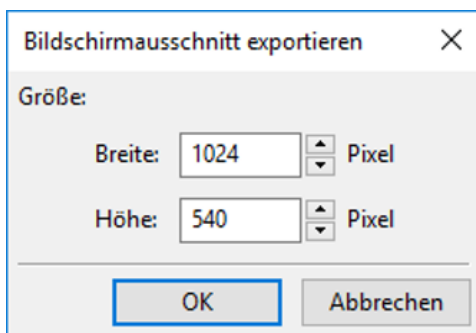 Bildschirmausschnitt exportieren
Größe:
Breite: 1024 Pixel
Höhe: 540 Pixel
OK Abbrechen